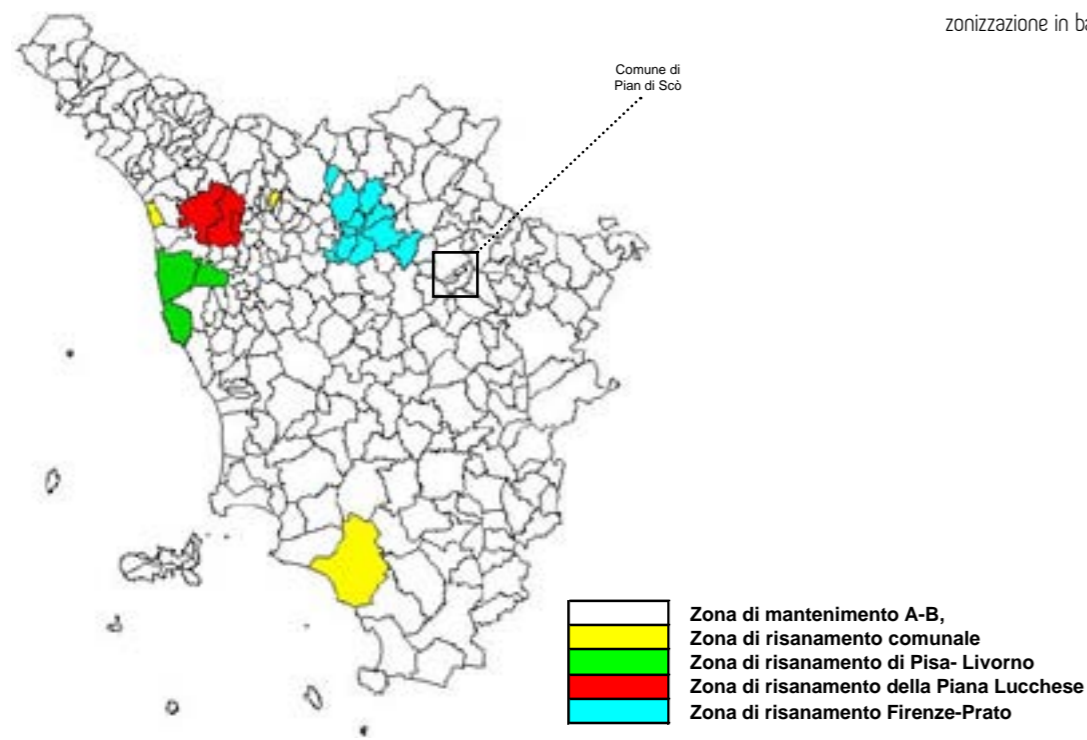 zonizzazione in ba
Comune di
Pian di Scò
Zona di mantenimento A-B,
Zona di risanamento comunale
Zona di risanamento di Pisa- Livorno
Zona di risanamento della Piana Lucchese
Zona di risanamento Firenze-Prato